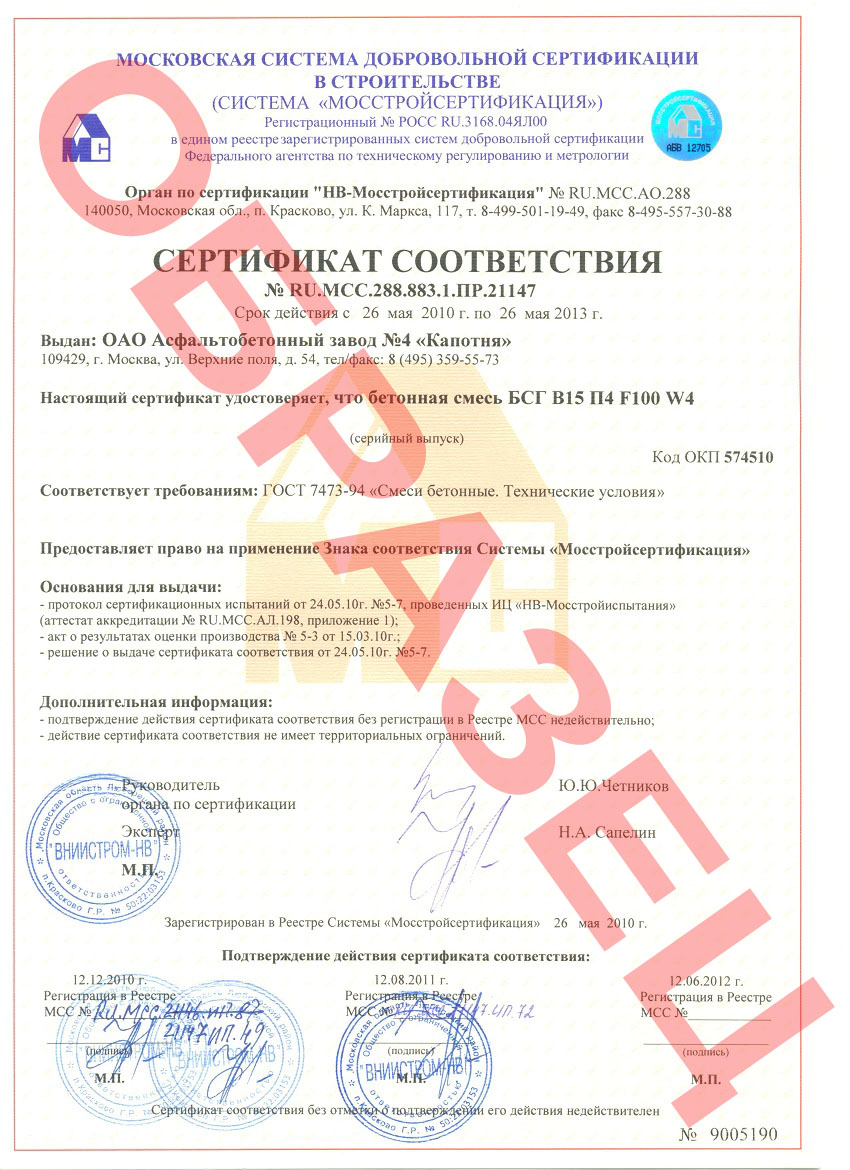 МОСКОВСКАЯ СИСТЕМА ДОБРОВОЛЬНОЙ СЕРТИФИКАЦИИ
В СТРОИТЕЛЬСТВЕ
(СИСТЕМА «МОССТРОЙСЕРТИФИКАЦИЯ»)
Регистрационный № РОСС RU.3168.04ЯЛ00
в едином реестре зарегистрированных систем добровольной сертификации
Федерального агентства по техническому регулированию и метрологии
МС
МОССТРОЙСЕРТИФИКАЦИЯ
АБВ 12705
Орган по сертификации "НВ-Мосстройсертификация" № RU.МСС.АО.288
140050, Московская обл., п. Красково, ул. К. Маркса, 117, т. 8-499-501-19-49, факс 8-495-557-30-88
СЕРТИФИКАТ СООТВЕТСТВИЯ
№ RU.МСС.288.883.1.ПР.21147
Срок действия с 26 мая 2010 г. по 26 мая 2013 г.
Выдан: ОАО Асфальтобетонный завод №4 «Капотня»
109429, г. Москва, ул. Верхние поля, д. 54, тел/факс: 8 (495) 359-55-73
Настоящий сертификат удостоверяет, что бетонная смесь БСГ В15 П4 F100 W4
(серийный выпуск)
Код ОКП 574510
Соответствует требованиям: ГОСТ 7473-94 «Смеси бетонные. Технические условия»
Предоставляет право на применение Знака соответствия Системы «Мосстройсертификация»
Основания для выдачи:
- протокол сертификационных испытаний от 24.05.10г. №5-7, проведенных ИЦ «НВ-Мосстройиспытания»
(аттестат аккредитации № RU.МСС.АЛ.198, приложение 1);
- акт о результатах оценки производства № 5-3 от 15.03.10г.;
- решение о выдаче сертификата соответствия от 24.05.10г. №5-7.
Дополнительная информация:
- подтверждение действия сертификата соответствия без регистрации в Реестре МСС недействительно;
- действие сертификата соответствия не имеет территориальных ограничений.
Руководитель
органа по сертификации
Ю.Ю.Четников
Эксперт
Н.А. Сапелин
М.П.
Московская область Люберецкий район
Общество с ограниченной
"ВНИИСТРОМ-НВ"
ответственностью
п.Красково Г.Р. № 50:22:03153
Зарегистрирован в Реестре Системы «Мосстройсертификация» 26 мая 2010 г.
Подтверждение действия сертификата соответствия:
12.12.2010 г.
Регистрация в Реестре
МСС № RU.МСС.
21147.ИП.49
(подпись)
М.П.
12.08.2011 г.
Регистрация в Реестре
МСС №
ИП.72
(подпись)
М.П.
"ВНИИСТРОМ-НВ"
12.06.2012 г.
Регистрация в Реестре
МСС №
(подпись)
М.П.
Сертификат соответствия без отметки о подтверждении его действия недействителен
№ 9005190
ОБРАЗЕЦ